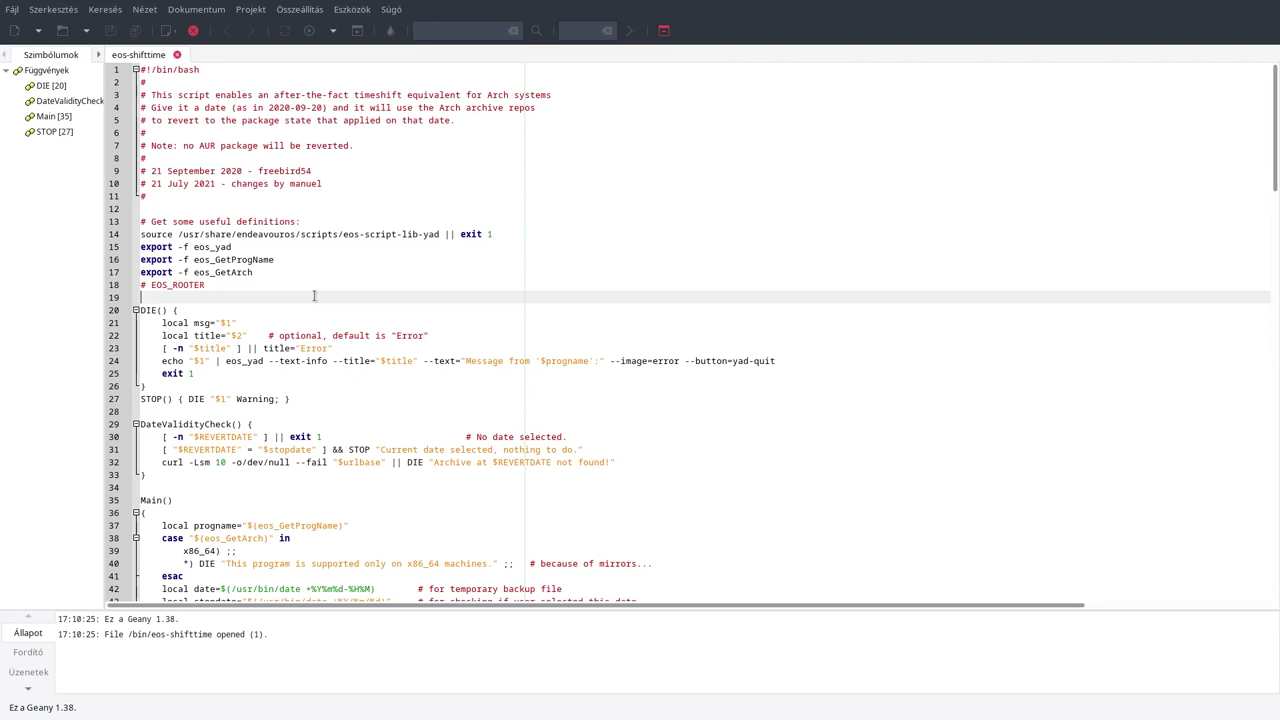 Fájl Szerkesztés Keresés Nézet Dokumentum Projekt Összeállítás Eszközök Súgó
Szimbólumok
eos-shifttime
Függvények
DIE [20]
DateValidityCheck
Main [35]
STOP [27]
1 #!/bin/bash
2 #
3 # This script enables an after-the-fact timeshift equivalent for Arch systems
4 # Give it a date (as in 2020-09-20) and it will use the Arch archive repos
5 # to revert to the package state that applied on that date.
6 #
7 # Note: no AUR package will be reverted.
8 #
9 # 21 September 2020 - freebird54
10 # 21 July 2021 - changes by manuel
11 #
12
13 # Get some useful definitions:
14 source /usr/share/endeavouros/scripts/eos-script-lib-yad || exit 1
15 export -f eos_yad
16 export -f eos_GetProgName
17 export -f eos_GetArch
18 # EOS_ROOTER
19
20 DIE() {
21 local msg="$1"
22 local title="$2" # optional, default is "Error"
23 [ -n "$title" ] || title="Error"
24 echo "$1" | eos_yad --text-info --title="$title" --text="Message from '$progname':" --image=error --button=yad-quit
25 exit 1
26 }
27 STOP() { DIE "$1" Warning; }
28
29 DateValidityCheck() {
30 [ -n "$REVERTDATE" ] || exit 1 # No date selected.
31 [ "$REVERTDATE" = "$stopdate" ] && STOP "Current date selected, nothing to do."
32 curl -Lsm 10 -o/dev/null --fail "$urlbase" || DIE "Archive at $REVERTDATE not found!"
33 }
34
35 Main()
36 {
37 local progname="$(eos_GetProgName)"
38 case "$(eos_GetArch)" in
39 x86_64) ;;
40 *) DIE "This program is supported only on x86_64 machines." ;; # because of mirrors...
41 esac
42 local date=$(/usr/bin/date +%Y%m%d-%H%M) # for temporary backup file
Állapot
Fordító
Üzenetek
17:10:25: Ez a Geany 1.38.
17:10:25: File /bin/eos-shifttime opened (1).
Ez a Geany 1.38.